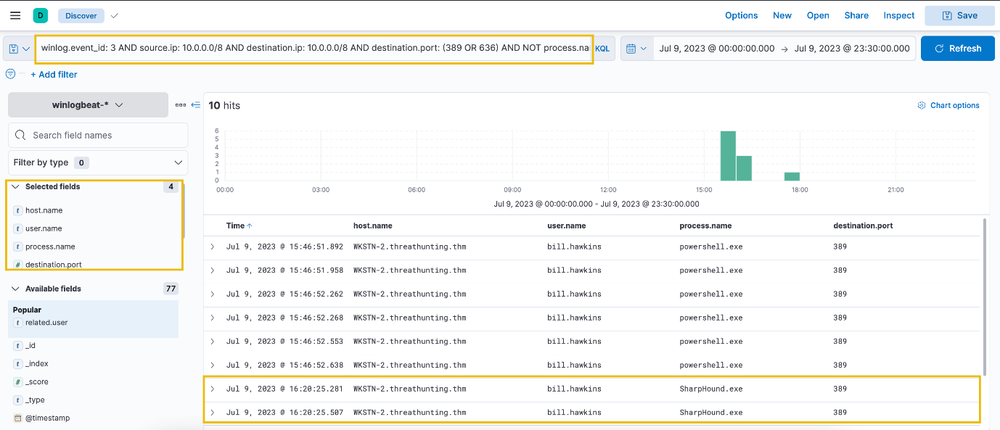 D Discover Options New Open Share Inspect Save
winlog.event_id: 3 AND source.ip: 10.0.0.0/8 AND destination.ip: 10.0.0.0/8 AND destination.port: (389 OR 636) AND NOT process.na KQL Jul 9, 2023 @ 00:00:00.000 → Jul 9, 2023 @ 23:30:00.000 Refresh
+ Add filter
winlogbeat-*
10 hits Chart options
Search field names
Filter by type 0
Selected fields 4
t host.name
t user.name
t process.name
# destination.port
Available fields 77
Popular
t related.user
t _id
t _index
# _score
t _type
@timestamp
6
5
4
3
2
1
0
00:00 03:00 06:00 09:00 12:00 15:00 18:00 21:00
Jul 9, 2023 @ 00:00:00.000 - Jul 9, 2023 @ 23:30:00.000
Time ↑ host.name user.name process.name destination.port
Jul 9, 2023 @ 15:46:51.892 WKSTN-2.threathunting.thm bill.hawkins powershell.exe 389
Jul 9, 2023 @ 15:46:51.958 WKSTN-2.threathunting.thm bill.hawkins powershell.exe 389
Jul 9, 2023 @ 15:46:52.262 WKSTN-2.threathunting.thm bill.hawkins powershell.exe 389
Jul 9, 2023 @ 15:46:52.268 WKSTN-2.threathunting.thm bill.hawkins powershell.exe 389
Jul 9, 2023 @ 15:46:52.553 WKSTN-2.threathunting.thm bill.hawkins powershell.exe 389
Jul 9, 2023 @ 15:46:52.638 WKSTN-2.threathunting.thm bill.hawkins powershell.exe 389
Jul 9, 2023 @ 16:20:25.281 WKSTN-2.threathunting.thm bill.hawkins SharpHound.exe 389
Jul 9, 2023 @ 16:20:25.507 WKSTN-2.threathunting.thm bill.hawkins SharpHound.exe 389